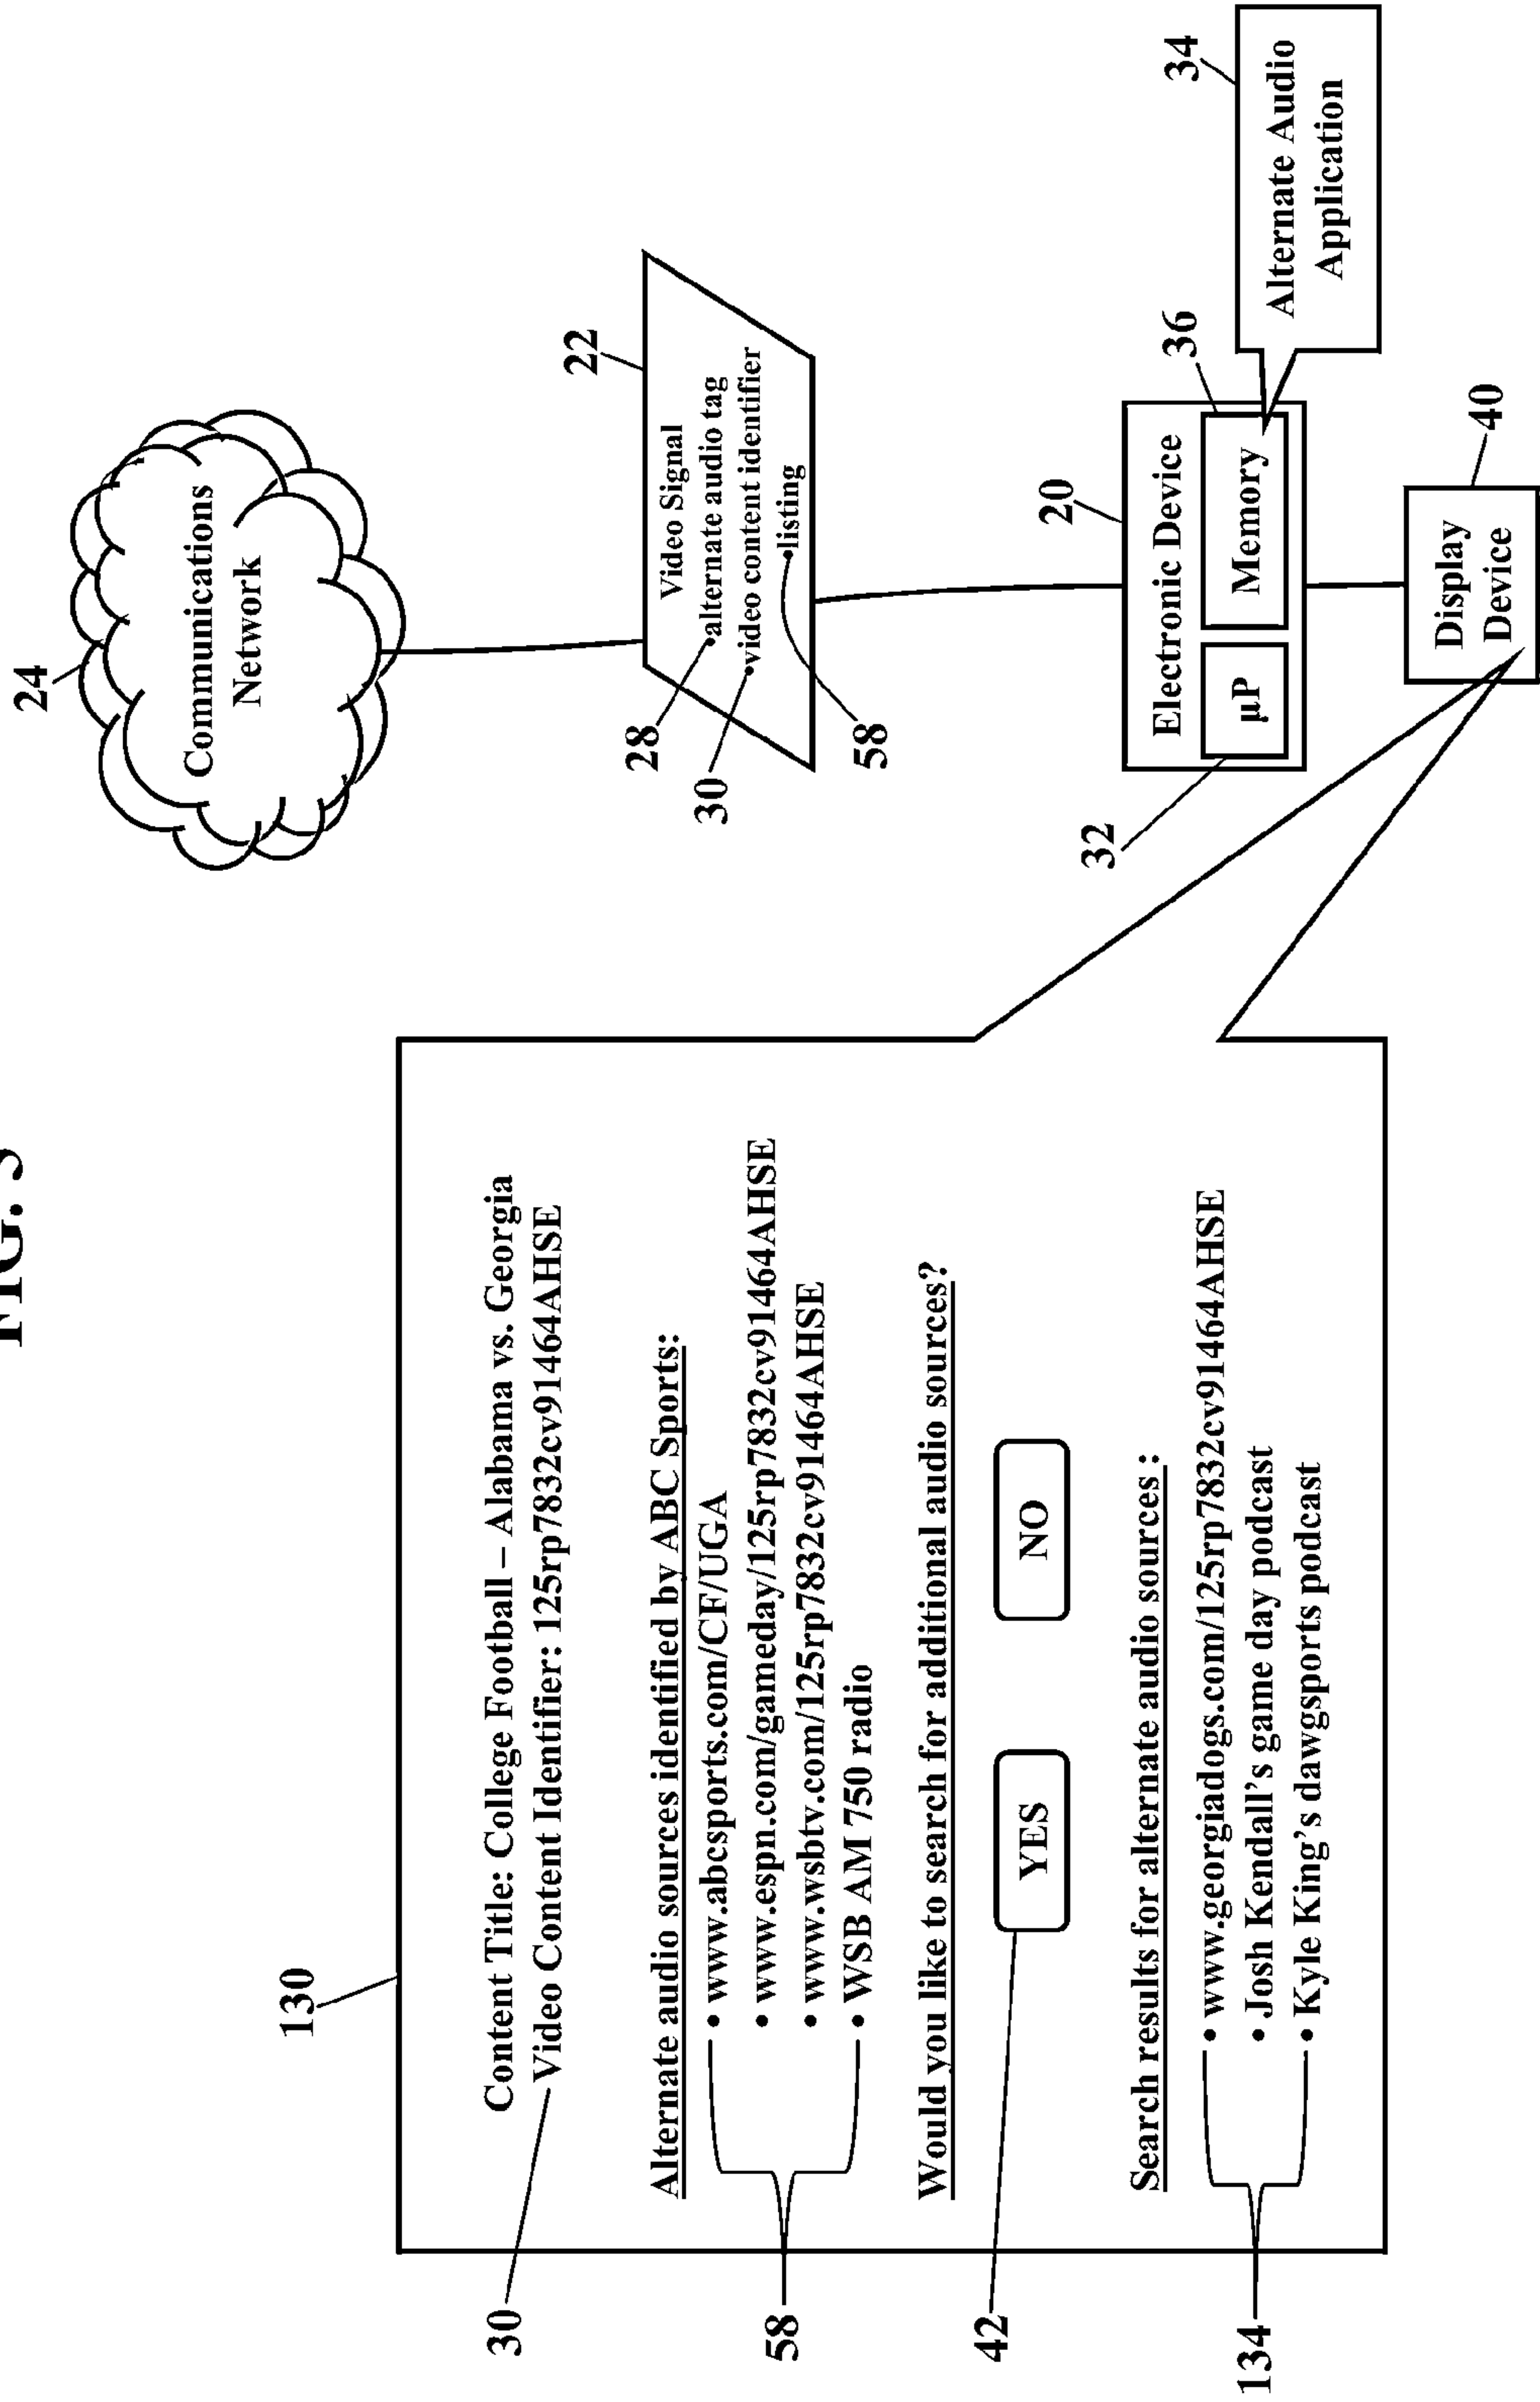 FIG. 5
24
Communications
Network
22
Video Signal
•alternate audio tag
•video content identifier
•listing
28
30
58
20
Electronic Device
µP
Memory
32
36
34
Alternate Audio
Application
40
Display
Device
130
Content Title: College Football – Alabama vs. Georgia
Video Content Identifier: 125rp7832cv91464AHSE
30
Alternate audio sources identified by ABC Sports:
• www.abcsports.com/CF/UGA
• www.espn.com/gameday/125rp7832cv91464AHSE
• www.wsbtv.com/125rp7832cv91464AHSE
• WSB AM 750 radio
58
Would you like to search for additional audio sources?
YES
NO
42
Search results for alternate audio sources :
• www.georgiadogs.com/125rp7832cv91464AHSE
• Josh Kendall’s game day podcast
• Kyle King’s dawgsports podcast
134